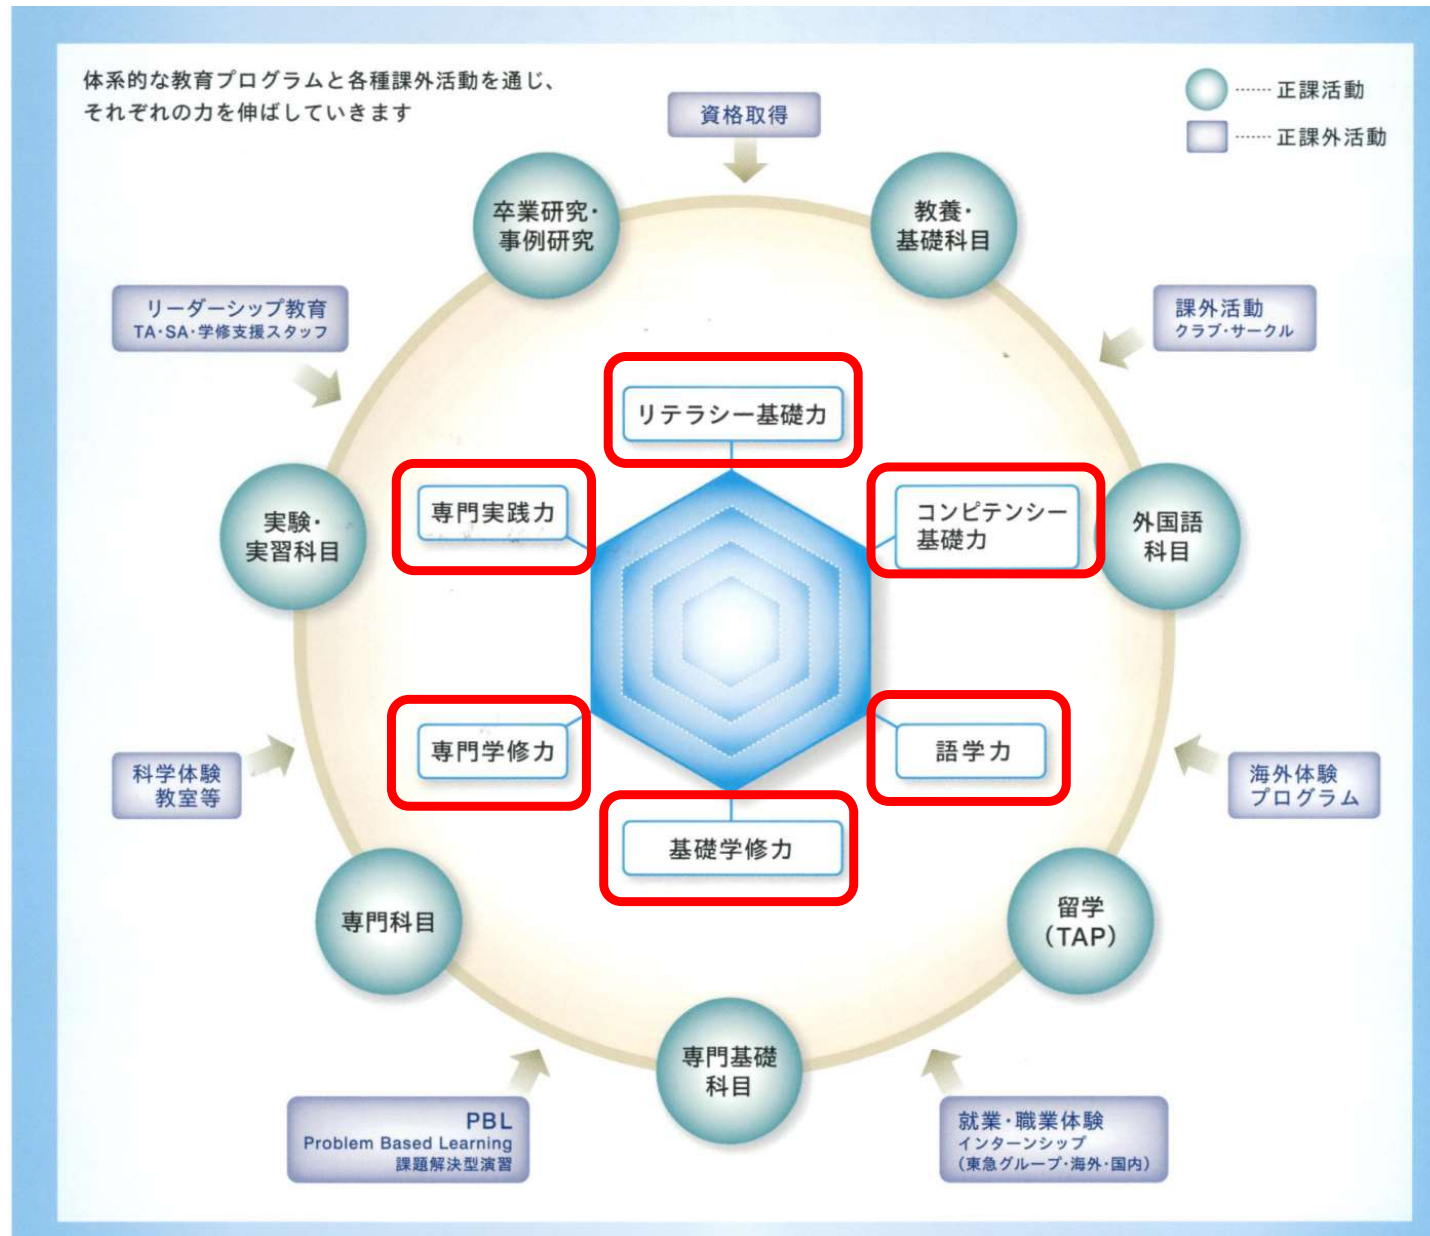 体系的な教育プログラムと各種課外活動を通じ、
それぞれの力を伸ばしていきます
正課活動
正課外活動
資格取得
卒業研究・
事例研究
教養・
基礎科目
リーダーシップ教育
TA・SA・学修支援スタッフ
課外活動
クラブ・サークル
リテラシー基礎力
専門実践力
コンピテンシー
基礎力
実験・
実習科目
外国語
科目
専門学修力
語学力
科学体験
教室等
海外体験
プログラム
基礎学修力
専門科目
留学
(TAP)
専門基礎
科目
PBL
Problem Based Learning
課題解決型演習
就業・職業体験
インターンシップ
(東急グループ・海外・国内)